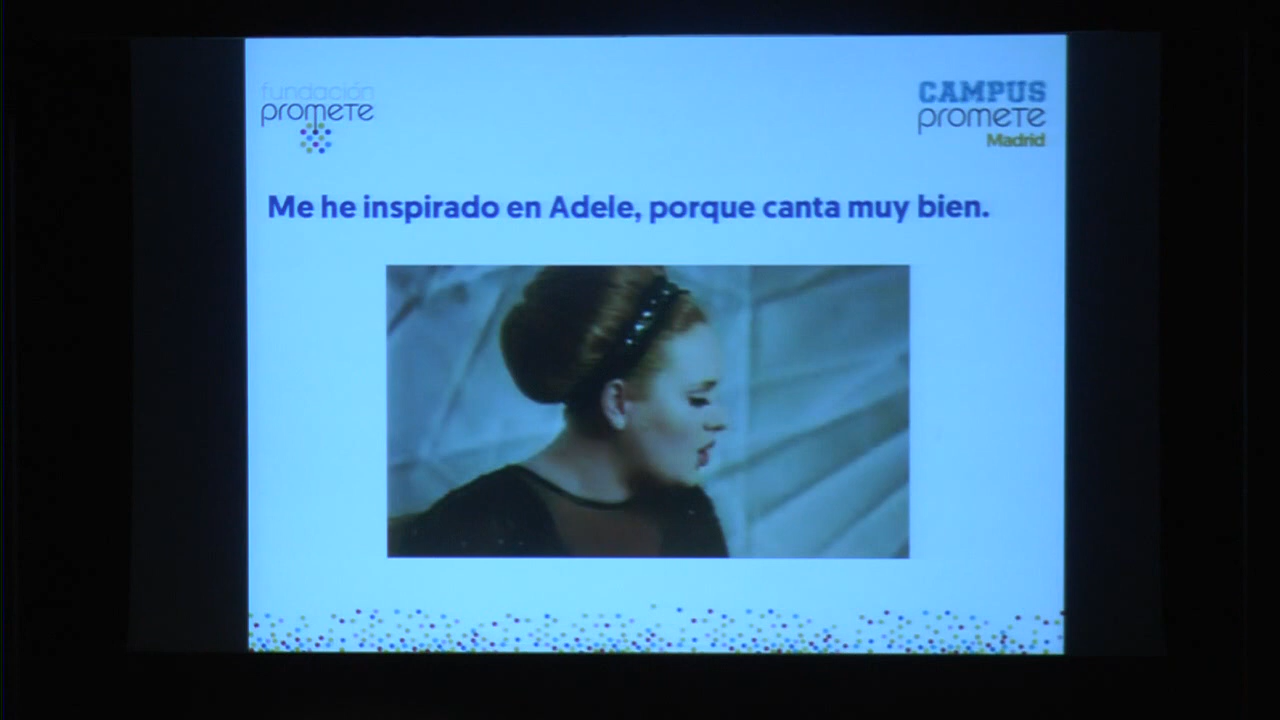 fundación
promete
CAMPUS
promete
Madrid
Me he inspirado en Adele, porque canta muy bien.